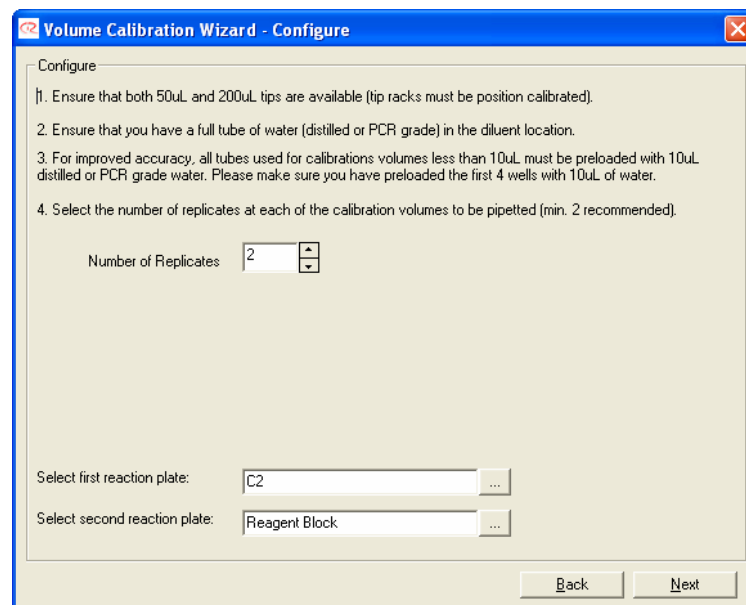 Volume Calibration Wizard - Configure
Configure
1. Ensure that both 50uL and 200uL tips are available (tip racks must be position calibrated).
2. Ensure that you have a full tube of water (distilled or PCR grade) in the diluent location.
3. For improved accuracy, all tubes used for calibrations volumes less than 10uL must be preloaded with 10uL
distilled or PCR grade water. Please make sure you have preloaded the first 4 wells with 10uL of water.
4. Select the number of replicates at each of the calibration volumes to be pipetted (min. 2 recommended).
Number of Replicates 2
Select first reaction plate: C2 ...
Select second reaction plate: Reagent Block ...
Back Next